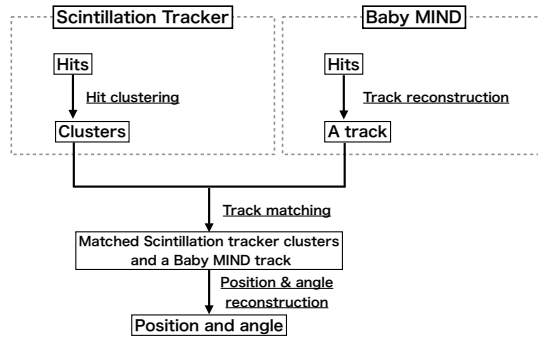 Scintillation Tracker
Baby MIND
Hits
Hits
Hit clustering
Track reconstruction
Clusters
A track
Track matching
Matched Scintillation tracker clusters
and a Baby MIND track
Position & angle
reconstruction
Position and angle